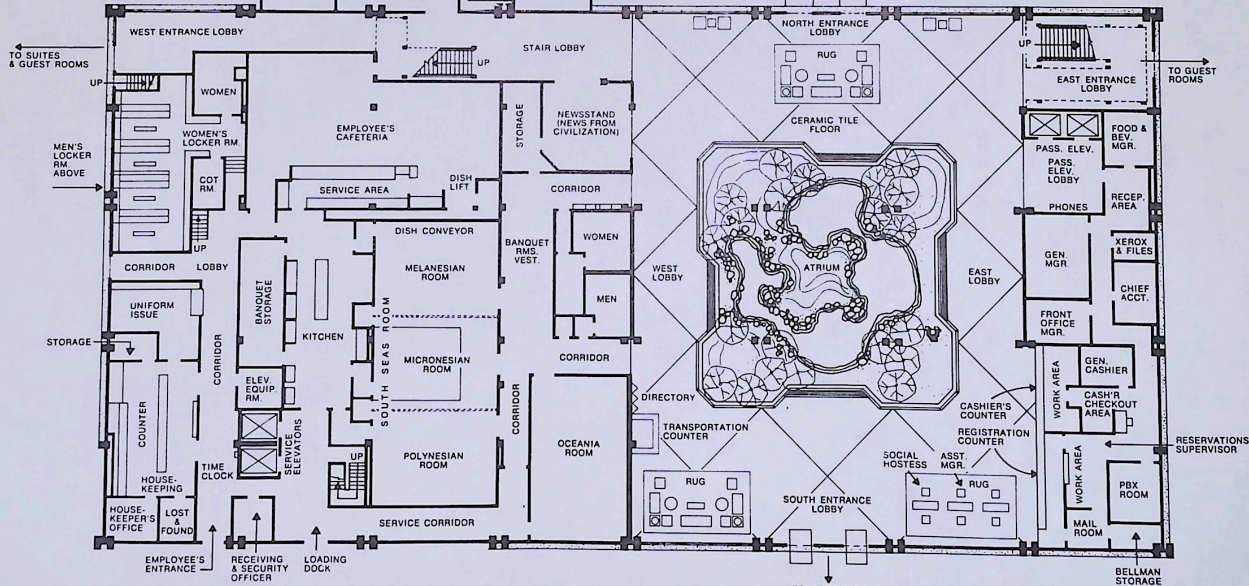 WEST ENTRANCE LOBBY
TO SUITES
& GUEST ROOMS
UP
WOMEN
WOMEN'S
LOCKER RM.
MEN'S
LOCKER
RM.
ABOVE
COT
RM.
UP
CORRIDOR
LOBBY
STAIR LOBBY
UP
EMPLOYEE'S
CAFETERIA
SERVICE AREA
DISH
LIFT
STORAGE
NEWSSTAND
(NEWS FROM
CIVILIZATION)
CORRIDOR
DISH CONVEYOR
BANQUET
RMS.
VEST.
WOMEN
MEN
CORRIDOR
MELANESIAN
ROOM
MICRONESIAN
ROOM
POLYNESIAN
ROOM
SOUTH SEAS ROOM
CORRIDOR
OCEANIA
ROOM
UNIFORM
ISSUE
STORAGE
CORRIDOR
BANQUET
STORAGE
KITCHEN
ELEV.
EQUIP.
RM.
SERVICE
ELEVATORS
UP
COUNTER
TIME
CLOCK
HOUSE-
KEEPING
HOUSE-
KEEPER'S
OFFICE
LOST
&
FOUND
SERVICE CORRIDOR
EMPLOYEE'S
ENTRANCE
RECEIVING
& SECURITY
OFFICER
LOADING
DOCK
NORTH ENTRANCE
LOBBY
RUG
CERAMIC TILE
FLOOR
WEST
LOBBY
ATRIUM
EAST
LOBBY
DIRECTORY
TRANSPORTATION
COUNTER
RUG
SOUTH ENTRANCE
LOBBY
CASHIER'S
COUNTER
REGISTRATION
COUNTER
SOCIAL
HOSTESS
ASST.
MGR.
RUG
UP
EAST ENTRANCE
LOBBY
TO GUEST
ROOMS
PASS. ELEV.
PASS.
ELEV.
LOBBY
PHONES
FOOD &
BEV.
MGR.
RECEP.
AREA
GEN.
MGR.
XEROX
& FILES
CHIEF
ACCT.
FRONT
OFFICE
MGR.
WORK AREA
GEN.
CASHIER
CASH'R
CHECKOUT
AREA
RESERVATIONS
SUPERVISOR
WORK AREA
PBX
ROOM
MAIL
ROOM
BELLMAN
STORAGE